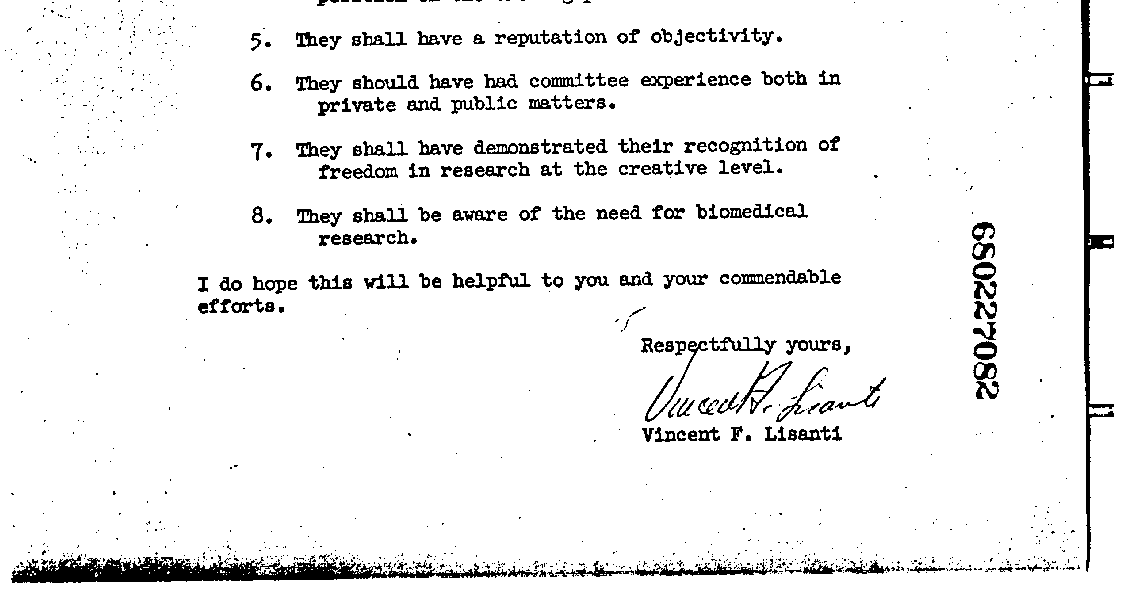 5. They shall have a reputation of objectivity.
6. They should have had committee experience both in
private and public matters.
7. They shall have demonstrated their recognition of
freedom in research at the creative level.
8. They shall be aware of the need for biomedical
research.
I do hope this will be helpful to you and your commendable
efforts.
Respectfully yours,
Vincent F. Lisanti
Vincent F. Lisanti
680227082